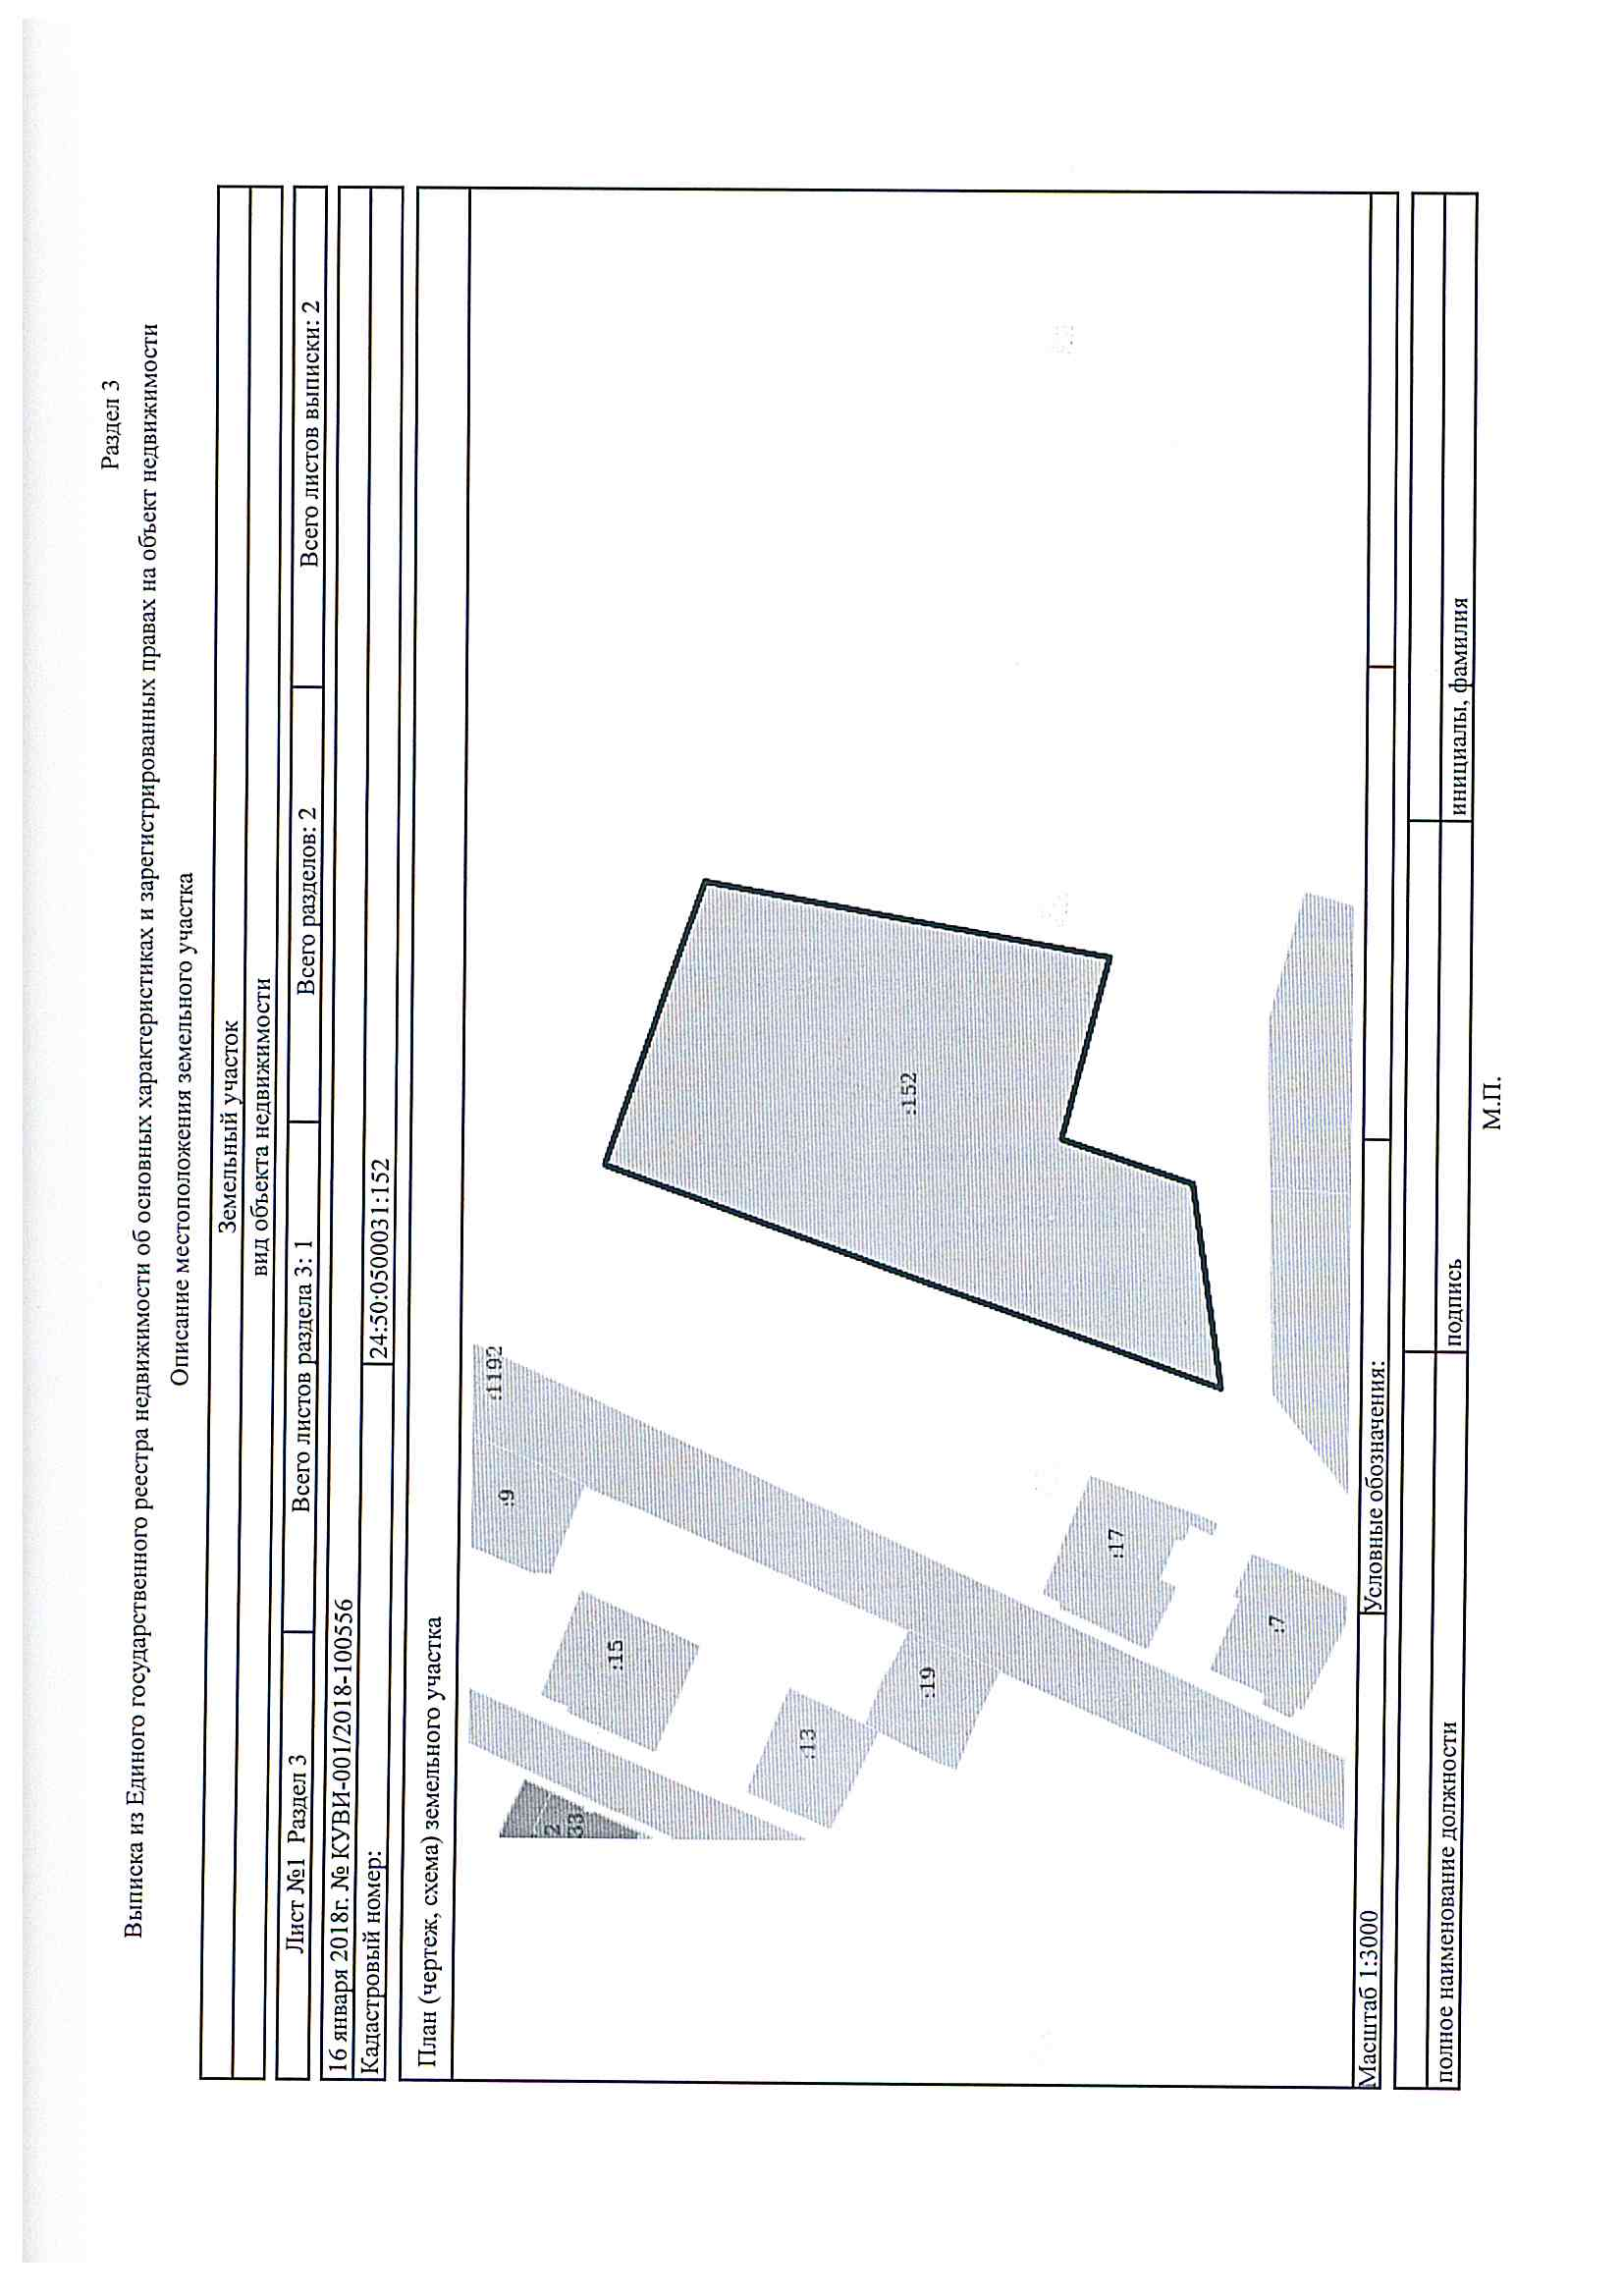 Раздел 3
Выписка из Единого государственного реестра недвижимости об основных характеристиках и зарегистрированных правах на объект недвижимости
Описание местоположения земельного участка
Земельный участок
вид объекта недвижимости
Лист №1 Раздел 3 Всего листов раздела 3: 1 Всего разделов: 2 Всего листов выписки: 2
16 января 2018г. № КУВИ-001/2018-100556
Кадастровый номер: 24:50:0500031:152
План (чертеж, схема) земельного участка
:1192
:9
2
33
:15
:13
:152
:19
:17
:7
Масштаб 1:3000 Условные обозначения:
полное наименование должности подпись инициалы, фамилия
М.П.